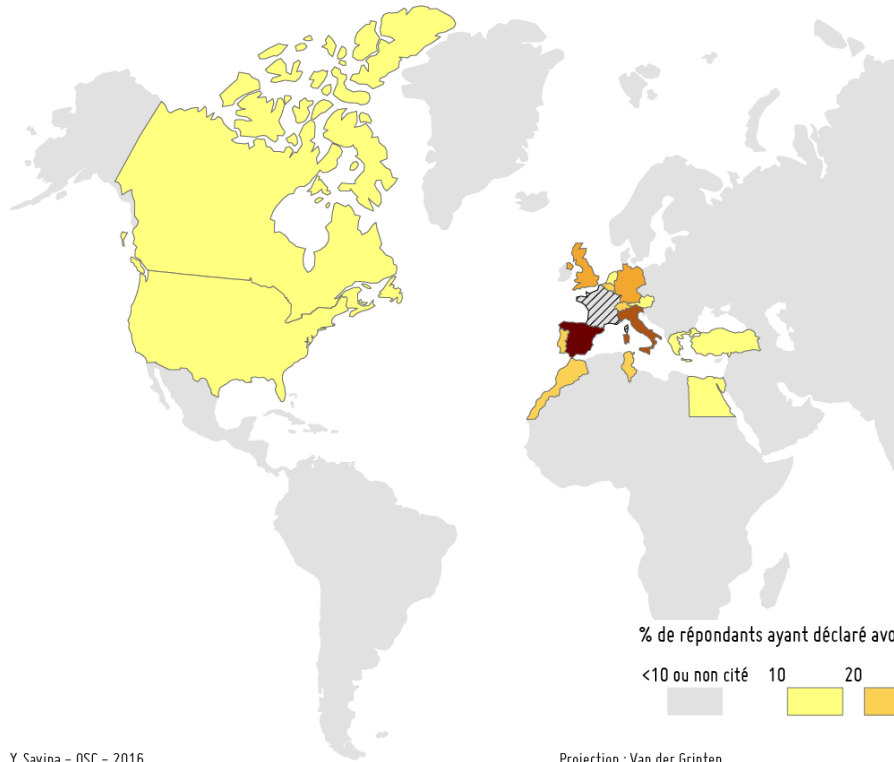 % de répondants ayant déclaré avo
<10 ou non cité 10 20
Y. Savina - OSC - 2016
Projection : Van der Grinten